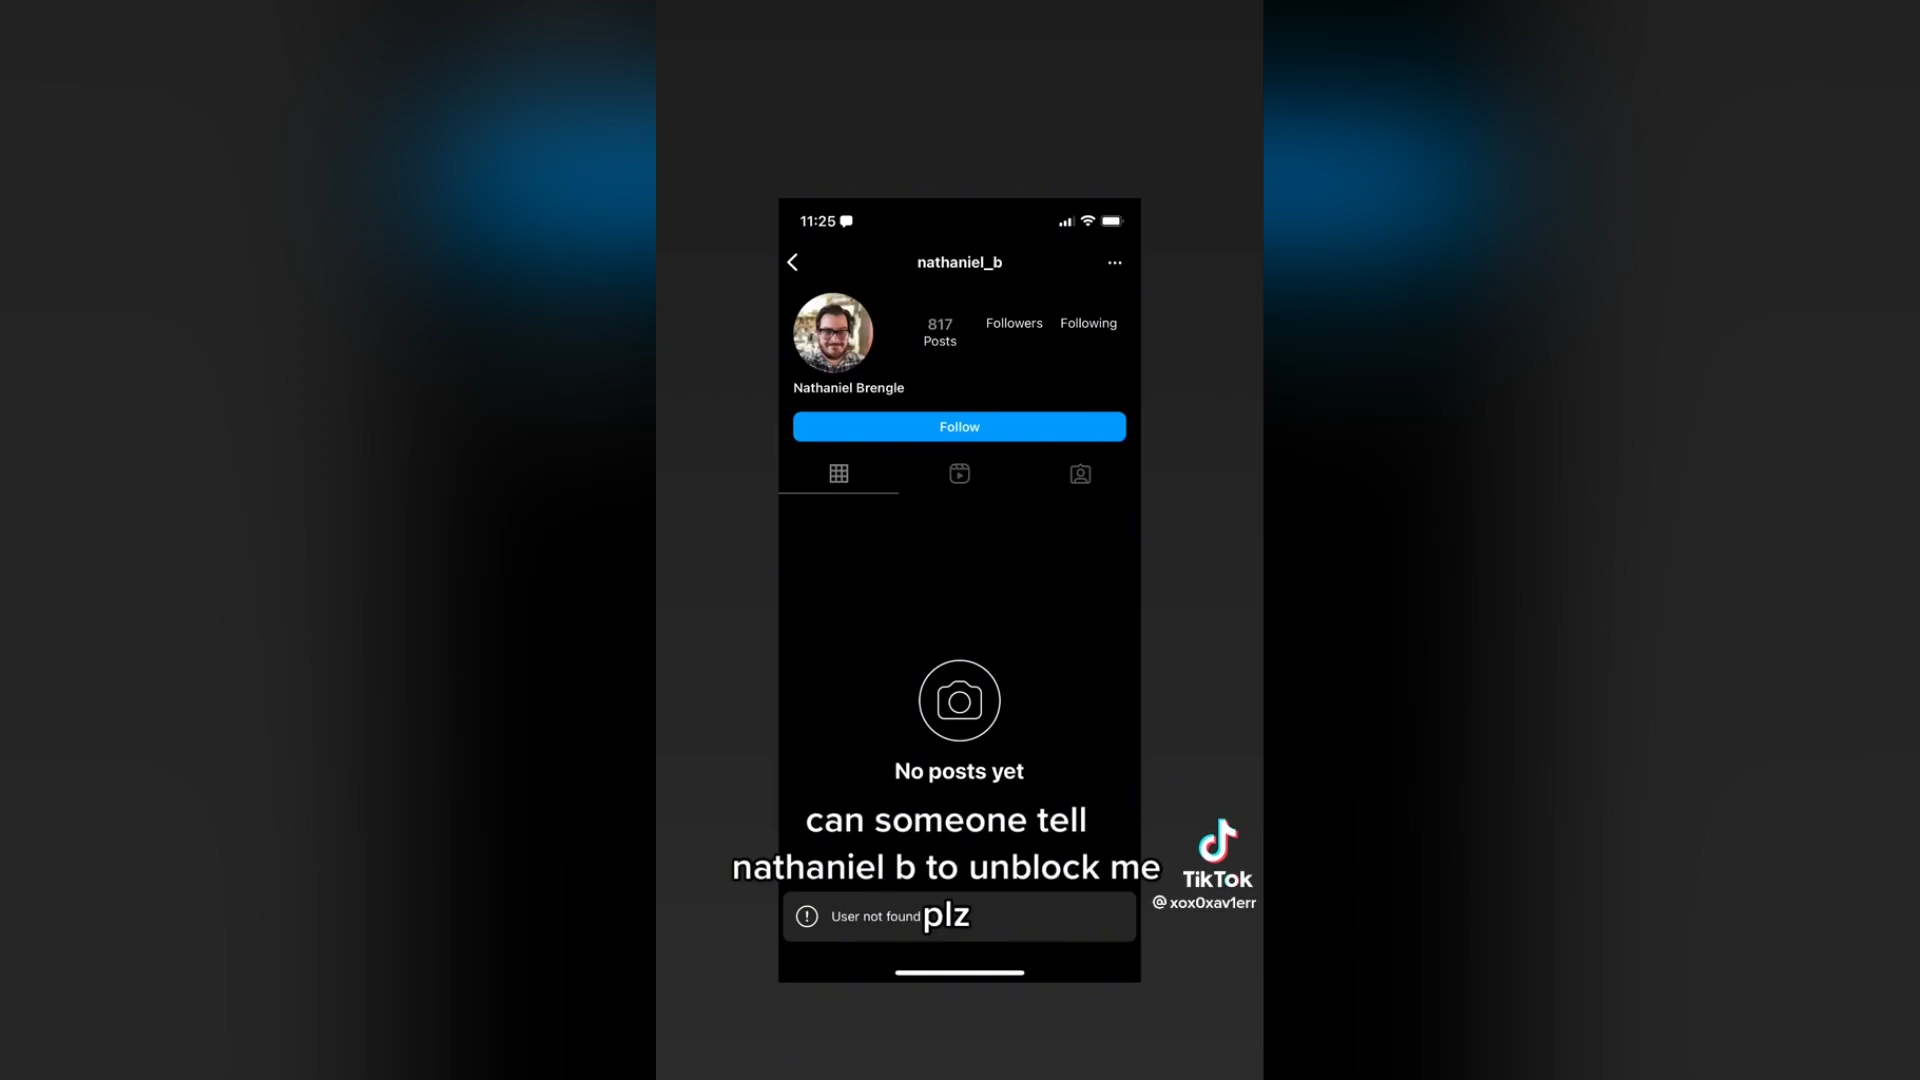 11:25
nathaniel_b
817
Posts
Followers
Following
Nathaniel Brengle
Follow
No posts yet
can someone tell
nathaniel b to unblock me
plz
User not found
TikTok
@xox0xav1err